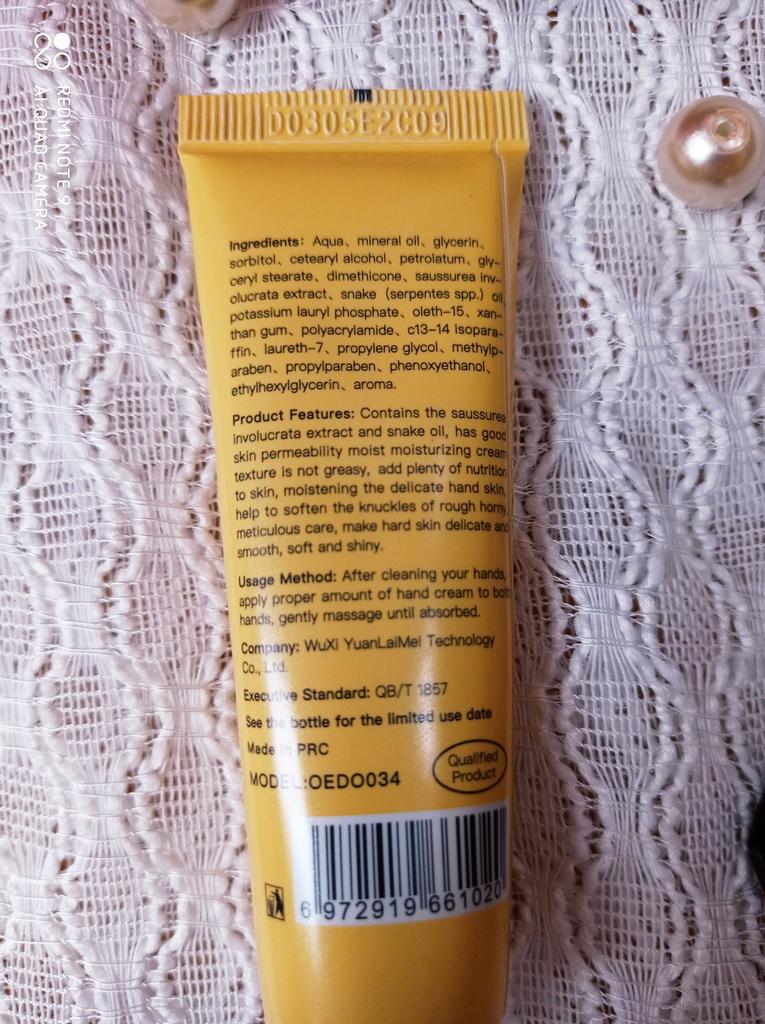 REDMI NOTE 9
AI QUAD CAMERA
D0305E2C09
Ingredients: Aqua、mineral oil、glycerin、
sorbitol、cetearyl alcohol、petrolatum、gly-
ceryl stearate、dimethicone、saussurea inv-
olucrata extract、snake（serpentes spp.）oil,
potassium lauryl phosphate、oleth-15、xan-
than gum、polyacrylamide、c13-14 isopara-
ffin、laureth-7、propylene glycol、methylp-
araben、propylparaben、phenoxyethanol、
ethylhexylglycerin、aroma.
Product Features: Contains the saussurea
involucrata extract and snake oil, has good
skin permeability moist moisturizing cream
texture is not greasy, add plenty of nutrition
to skin, moistening the delicate hand skin,
help to soften the knuckles of rough horny,
meticulous care, make hard skin delicate and
smooth, soft and shiny.
Usage Method: After cleaning your hands,
apply proper amount of hand cream to both
hands, gently massage until absorbed.
Company: WuXi YuanLaiMei Technology
Co., Ltd.
Executive Standard: QB/T 1857
See the bottle for the limited use date
Made in PRC
MODEL:OEDO034
Qualified
Product
6 972919 661020